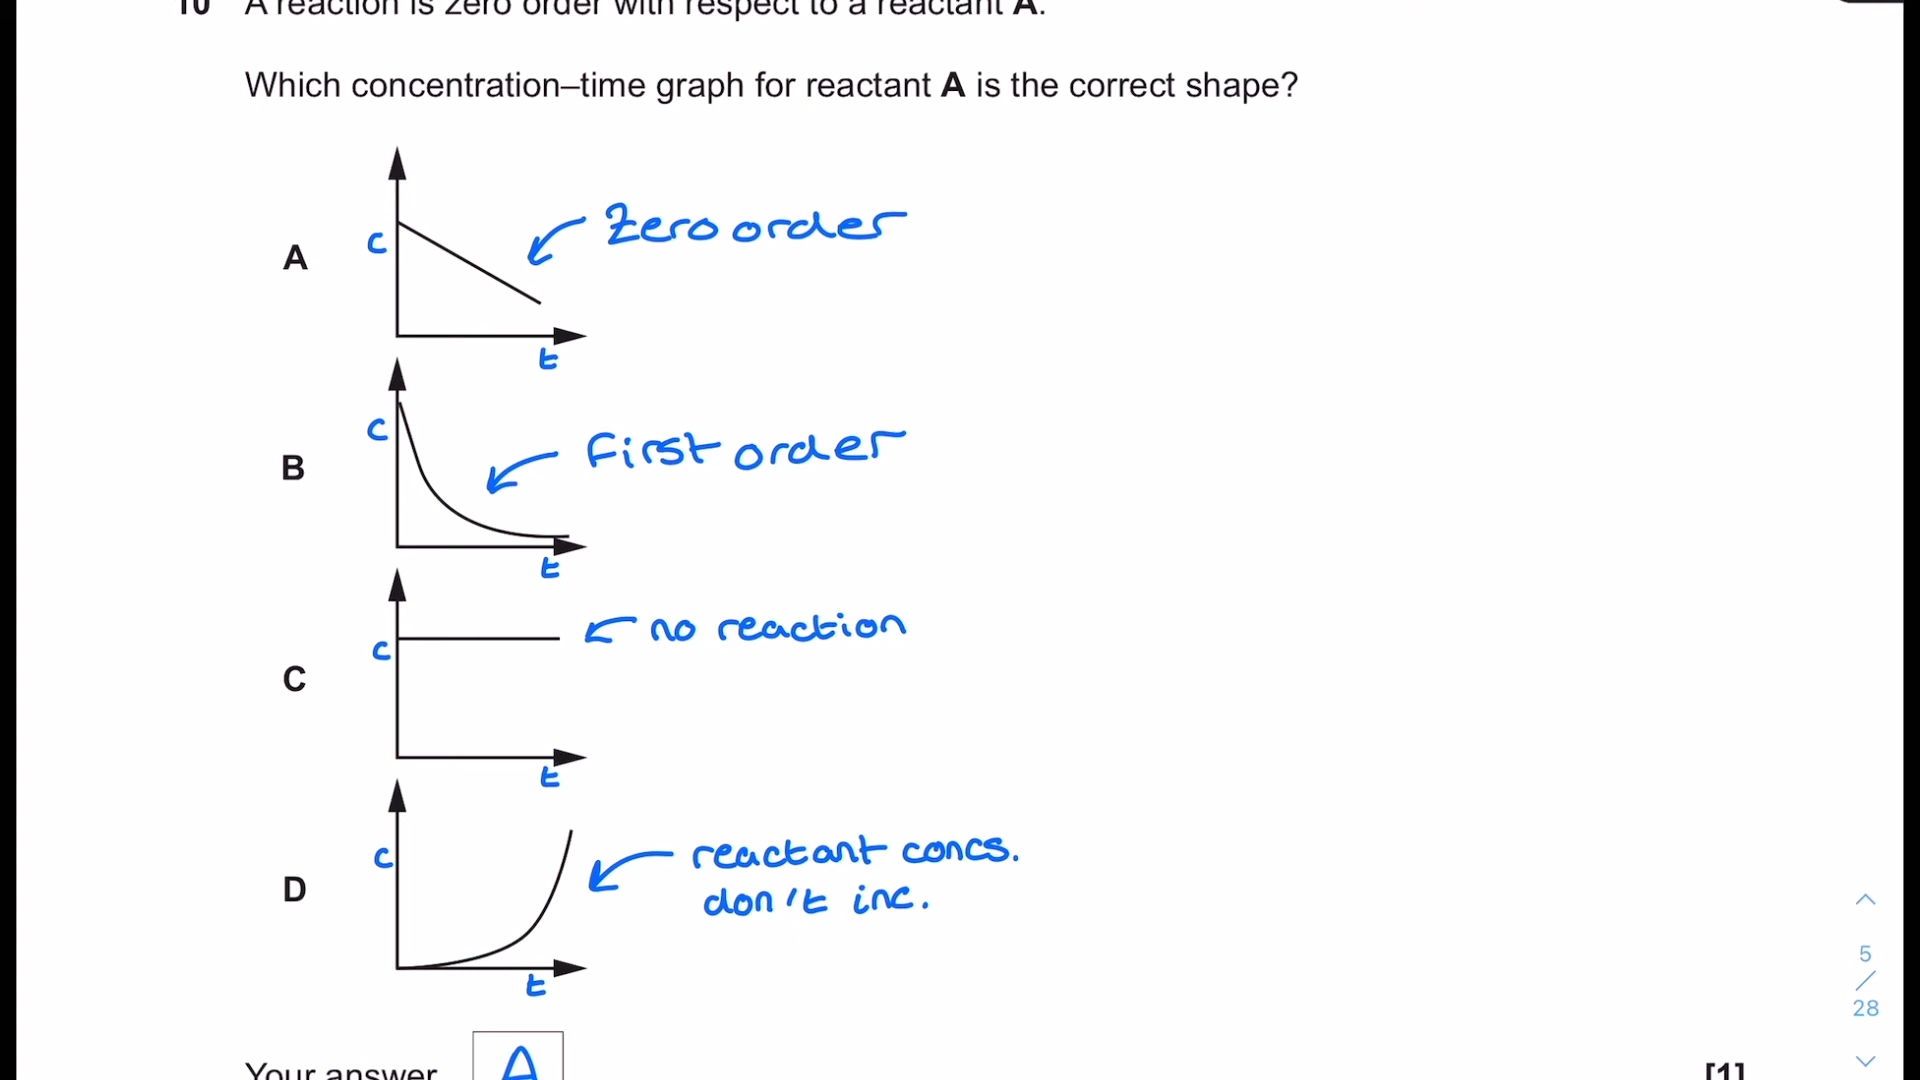 10 A reaction is zero order with respect to a reactant A.
Which concentration–time graph for reactant A is the correct shape?
A
c
t
Zero order
B
c
t
First order
C
c
t
no reaction
D
c
t
reactant concs.
don't inc.
Your answer
A
[1]
5
/
28